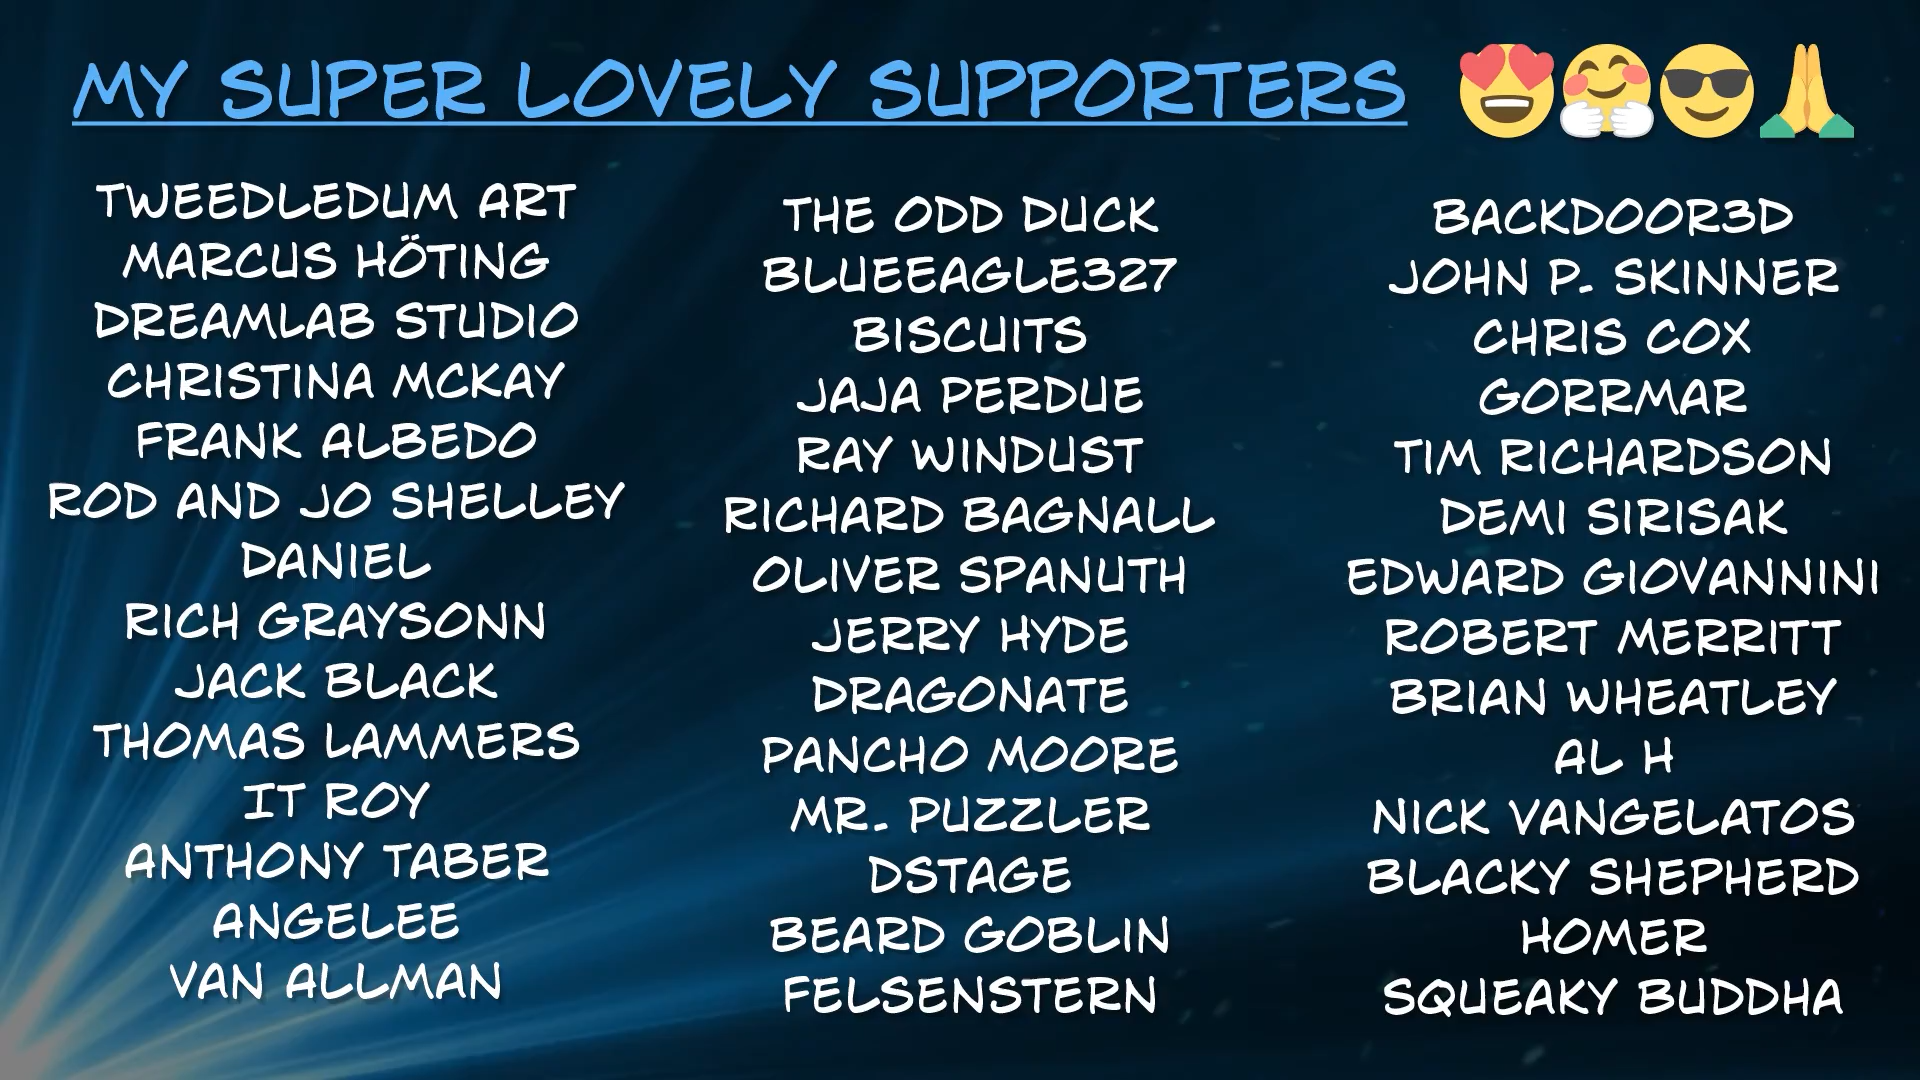 MY SUPER LOVELY SUPPORTERS 😍🤗😎🙏
TWEEDLEDUM ART
MARCUS HÖTING
DREAMLAB STUDIO
CHRISTINA MCKAY
FRANK ALBEDO
ROD AND JO SHELLEY
DANIEL
RICH GRAYSONN
JACK BLACK
THOMAS LAMMERS
IT ROY
ANTHONY TABER
ANGELEE
VAN ALLMAN
THE ODD DUCK
BLUEEAGLE327
BISCUITS
JAJA PERDUE
RAY WINDUST
RICHARD BAGNALL
OLIVER SPANUTH
JERRY HYDE
DRAGONATE
PANCHO MOORE
MR. PUZZLER
DSTAGE
BEARD GOBLIN
FELSENSTERN
BACKDOOR3D
JOHN P. SKINNER
CHRIS COX
GORRMAR
TIM RICHARDSON
DEMI SIRISAK
EDWARD GIOVANNINI
ROBERT MERRITT
BRIAN WHEATLEY
AL H
NICK VANGELATOS
BLACKY SHEPHERD
HOMER
SQUEAKY BUDDHA